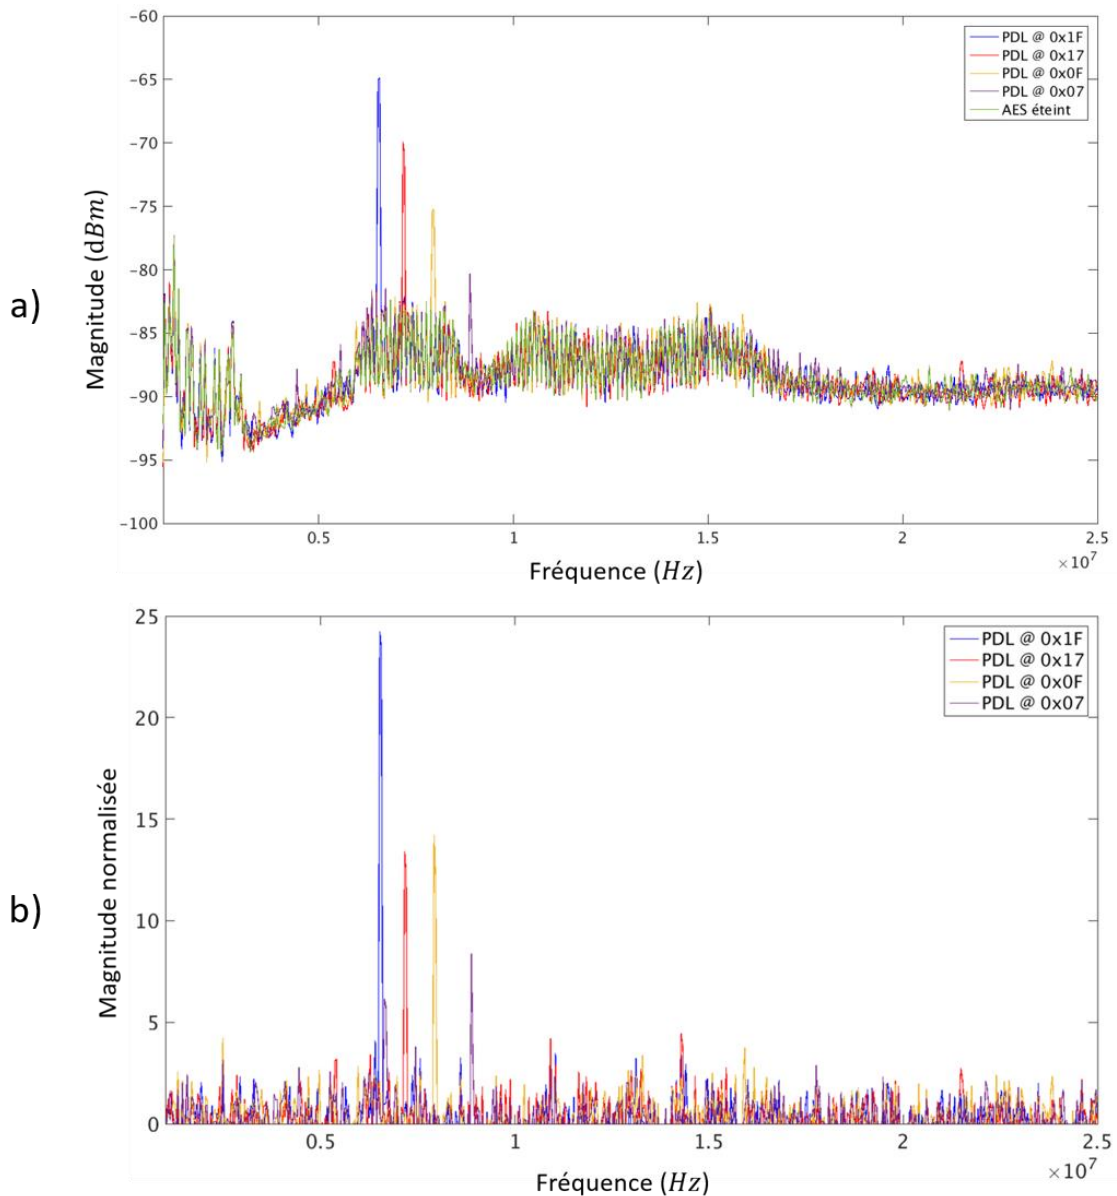 a)
Magnitude (dBm)
−60
−65
−70
−75
−80
−85
−90
−95
−100
PDL @ 0x1F
PDL @ 0x17
PDL @ 0x0F
PDL @ 0x07
AES éteint
0.5
1
1.5
2
2.5
×10⁷
Fréquence (Hz)
b)
Magnitude normalisée
25
20
15
10
5
0
PDL @ 0x1F
PDL @ 0x17
PDL @ 0x0F
PDL @ 0x07
0.5
1
1.5
2
2.5
×10⁷
Fréquence (Hz)